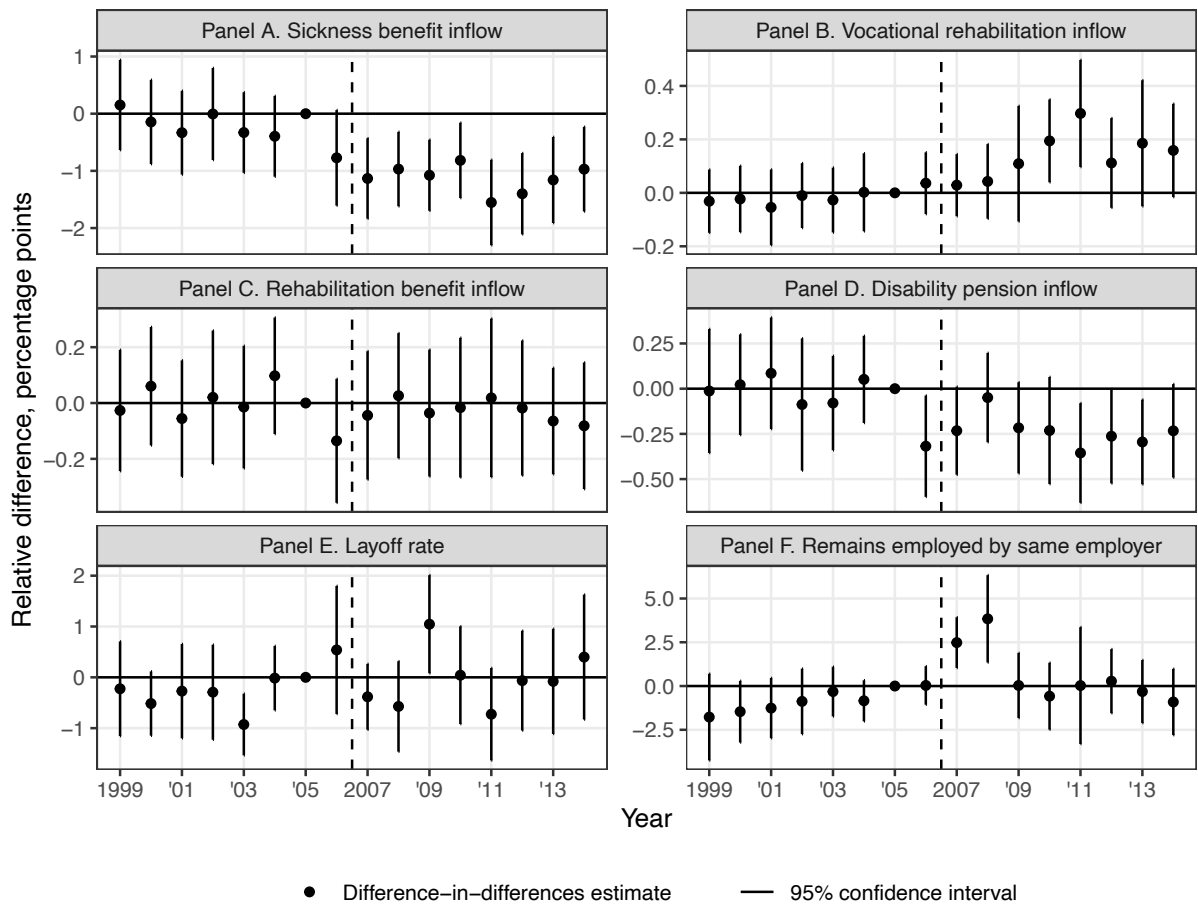 Relative difference, percentage points
Panel A. Sickness benefit inflow
1
0
−1
−2
Panel B. Vocational rehabilitation inflow
0.4
0.2
0.0
−0.2
Panel C. Rehabilitation benefit inflow
0.2
0.0
−0.2
Panel D. Disability pension inflow
0.25
0.00
−0.25
−0.50
Panel E. Layoff rate
2
1
0
−1
1999 '01 '03 '05 2007 '09 '11 '13
Panel F. Remains employed by same employer
5.0
2.5
0.0
−2.5
1999 '01 '03 '05 2007 '09 '11 '13
Year
Difference−in−differences estimate
95% confidence interval